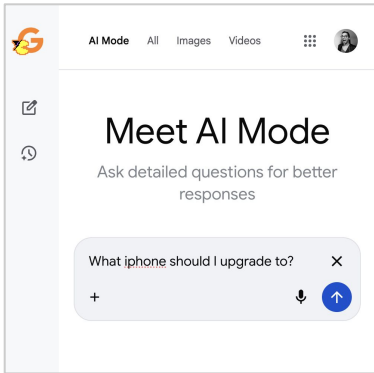 AI Mode All Images Videos
Meet AI Mode
Ask detailed questions for better
responses
What iphone should I upgrade to?